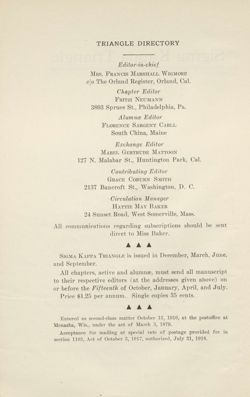 TRIANGLE DIRECTORY
Editor-in-chief
MRS. FRANCIS MARSHALL WIGMORE
c/o The Orland Register, Orland, Cal.
Chapter Editor
FRITZI NEUMANN
3893 Spruce St., Philadelphia, Pa.
Alumnæ Editor
FLORENCE SARGENT CARLL
South China, Maine
Exchange Editor
MABEL GERTRUDE MATTOON
127 N. Malabar St., Huntington Park, Cal.
Contributing Editor
GRACE COBURN SMITH
2137 Bancroft St., Washington, D. C.
Circulation Manager
HATTIE MAY BAKER
24 Sunset Road, West Somerville, Mass.
All communications regarding subscriptions should be sent
direct to Miss Baker.
SIGMA KAPPA TRIANGLE is issued in December, March, June,
and September.
All chapters, active and alumnæ, must send all manuscript
to their respective editors (at the addresses given above) on
or before the Fifteenth of October, January, April, and July.
Price $1.25 per annum. Single copies 35 cents.
Entered as second-class matter October 15, 1910, at the postoffice at
Menasha, Wis., under the act of March 3, 1879.
Acceptance for mailing at special rate of postage provided for in
section 1103, Act of October 3, 1917, authorized, July 31, 1918.